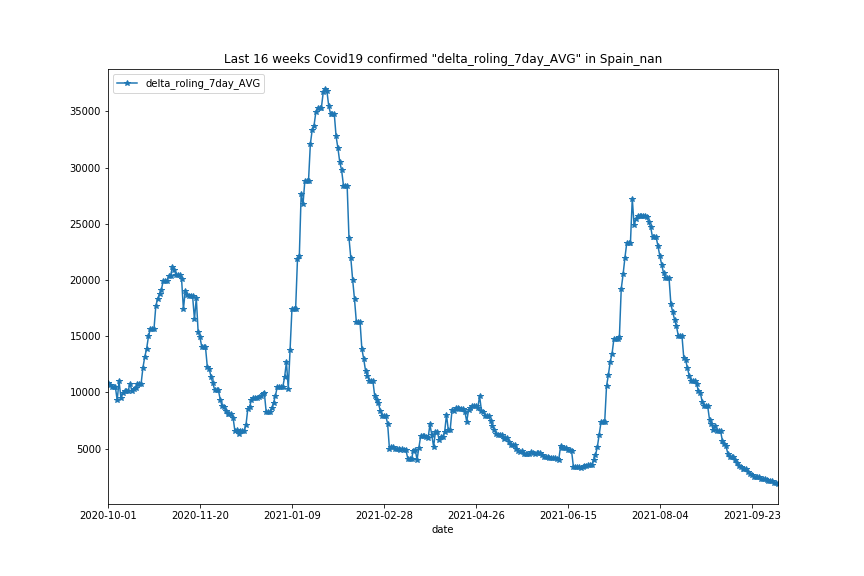 Last 16 weeks Covid19 confirmed "delta_roling_7day_AVG" in Spain_nan
delta_roling_7day_AVG
35000
30000
25000
20000
15000
10000
5000
2020-10-01 2020-11-20 2021-01-09 2021-02-28 2021-04-26 2021-06-15 2021-08-04 2021-09-23
date